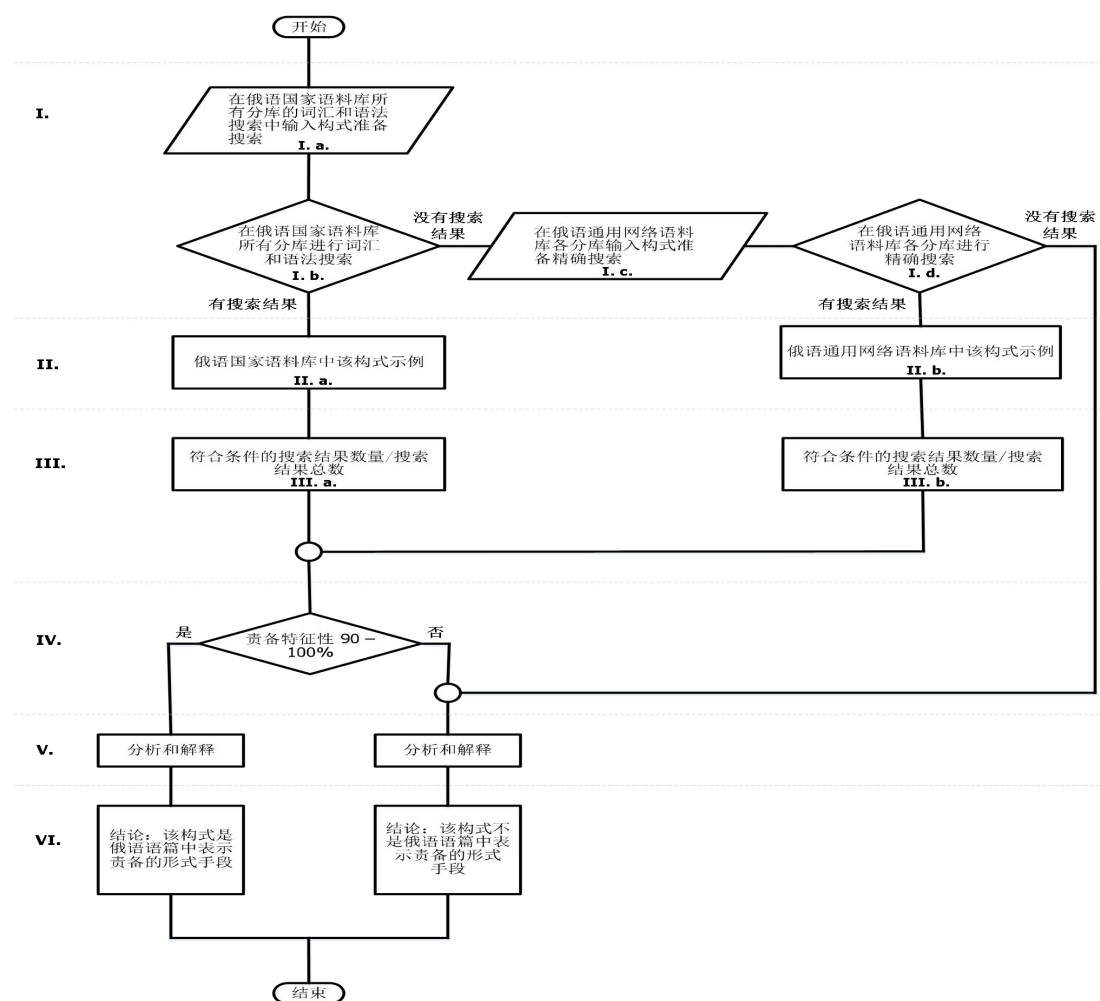 开始
I.
在俄语国家语料库所
有分库的词汇和语法
搜索中输入构式准备
搜索
I. a.
在俄语国家语料库
所有分库进行词汇
和语法搜索
I. b.
没有搜索
结果
在俄语通用网络语料
库各分库输入构式准
备精确搜索
I. c.
在俄语通用网络
语料库各分库进行
精确搜索
I. d.
没有搜索
结果
有搜索结果
有搜索结果
II.
俄语国家语料库中该构式示例
II. a.
俄语通用网络语料库中该构式示例
II. b.
III.
符合条件的搜索结果数量/搜索
结果总数
III. a.
符合条件的搜索结果数量/搜索
结果总数
III. b.
IV.
是
责备特征性 90 –
100%
否
V.
分析和解释
分析和解释
VI.
结论：该构式是
俄语语篇中表示
责备的形式手段
结论：该构式不
是俄语语篇中表
示责备的形式
手段
结束